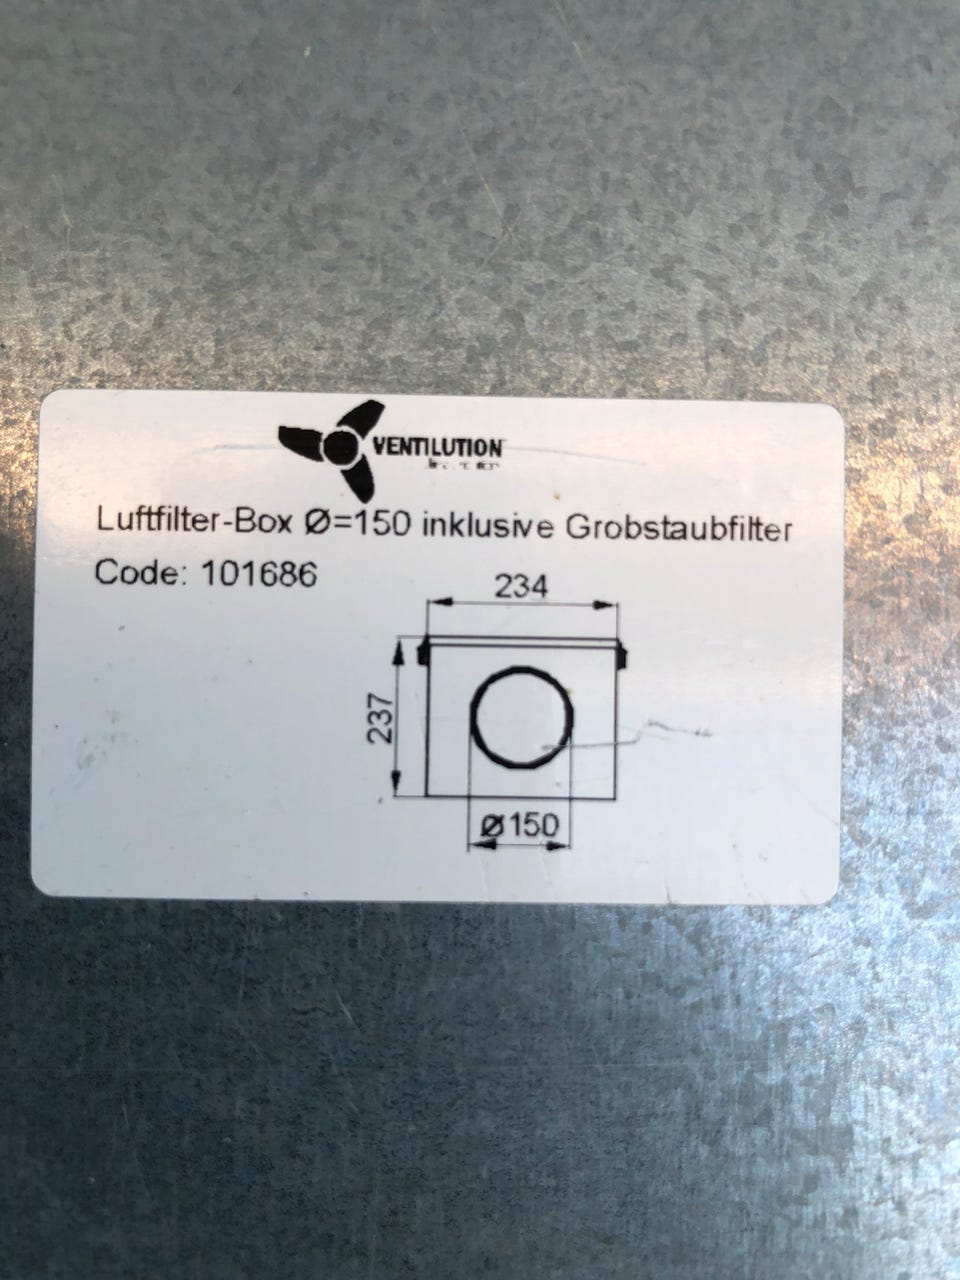 VENTILUTION
Luftfilter-Box Ø=150 inklusive Grobstaubfilter
Code: 101686
234
237
Ø150